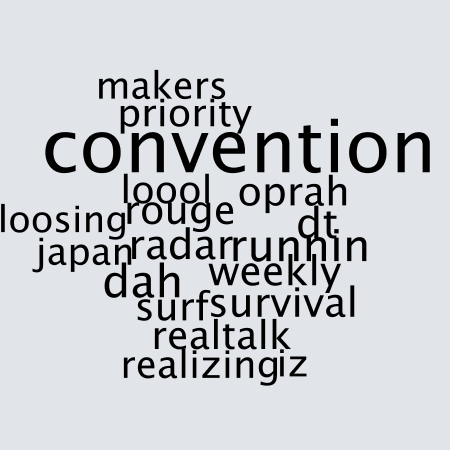 makers
priority
convention
loool oprah
loosing rouge dt
japan radar runnin
dah weekly
surf survival
realtalk
realizing iz